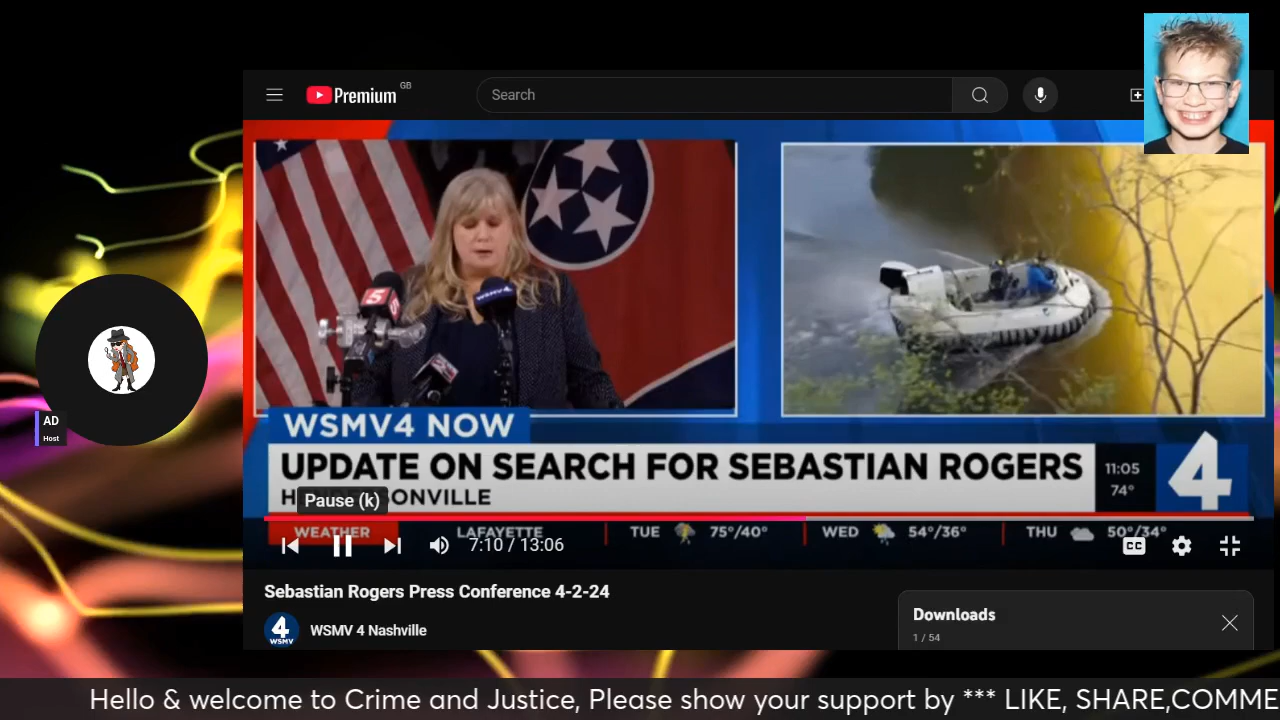 Premium GB
Search
5
WSMV4
WSMV4 NOW
UPDATE ON SEARCH FOR SEBASTIAN ROGERS
11:05
74°
4
Pause (k)
WEATHER LAFAYETTE TUE 75°/40° WED 54°/36° THU 50°/34°
7:10 / 13:06
CC
Sebastian Rogers Press Conference 4-2-24
4
WSMV
WSMV 4 Nashville
Downloads
1 / 54
AD
Host
Hello & welcome to Crime and Justice, Please show your support by *** LIKE, SHARE,COMME